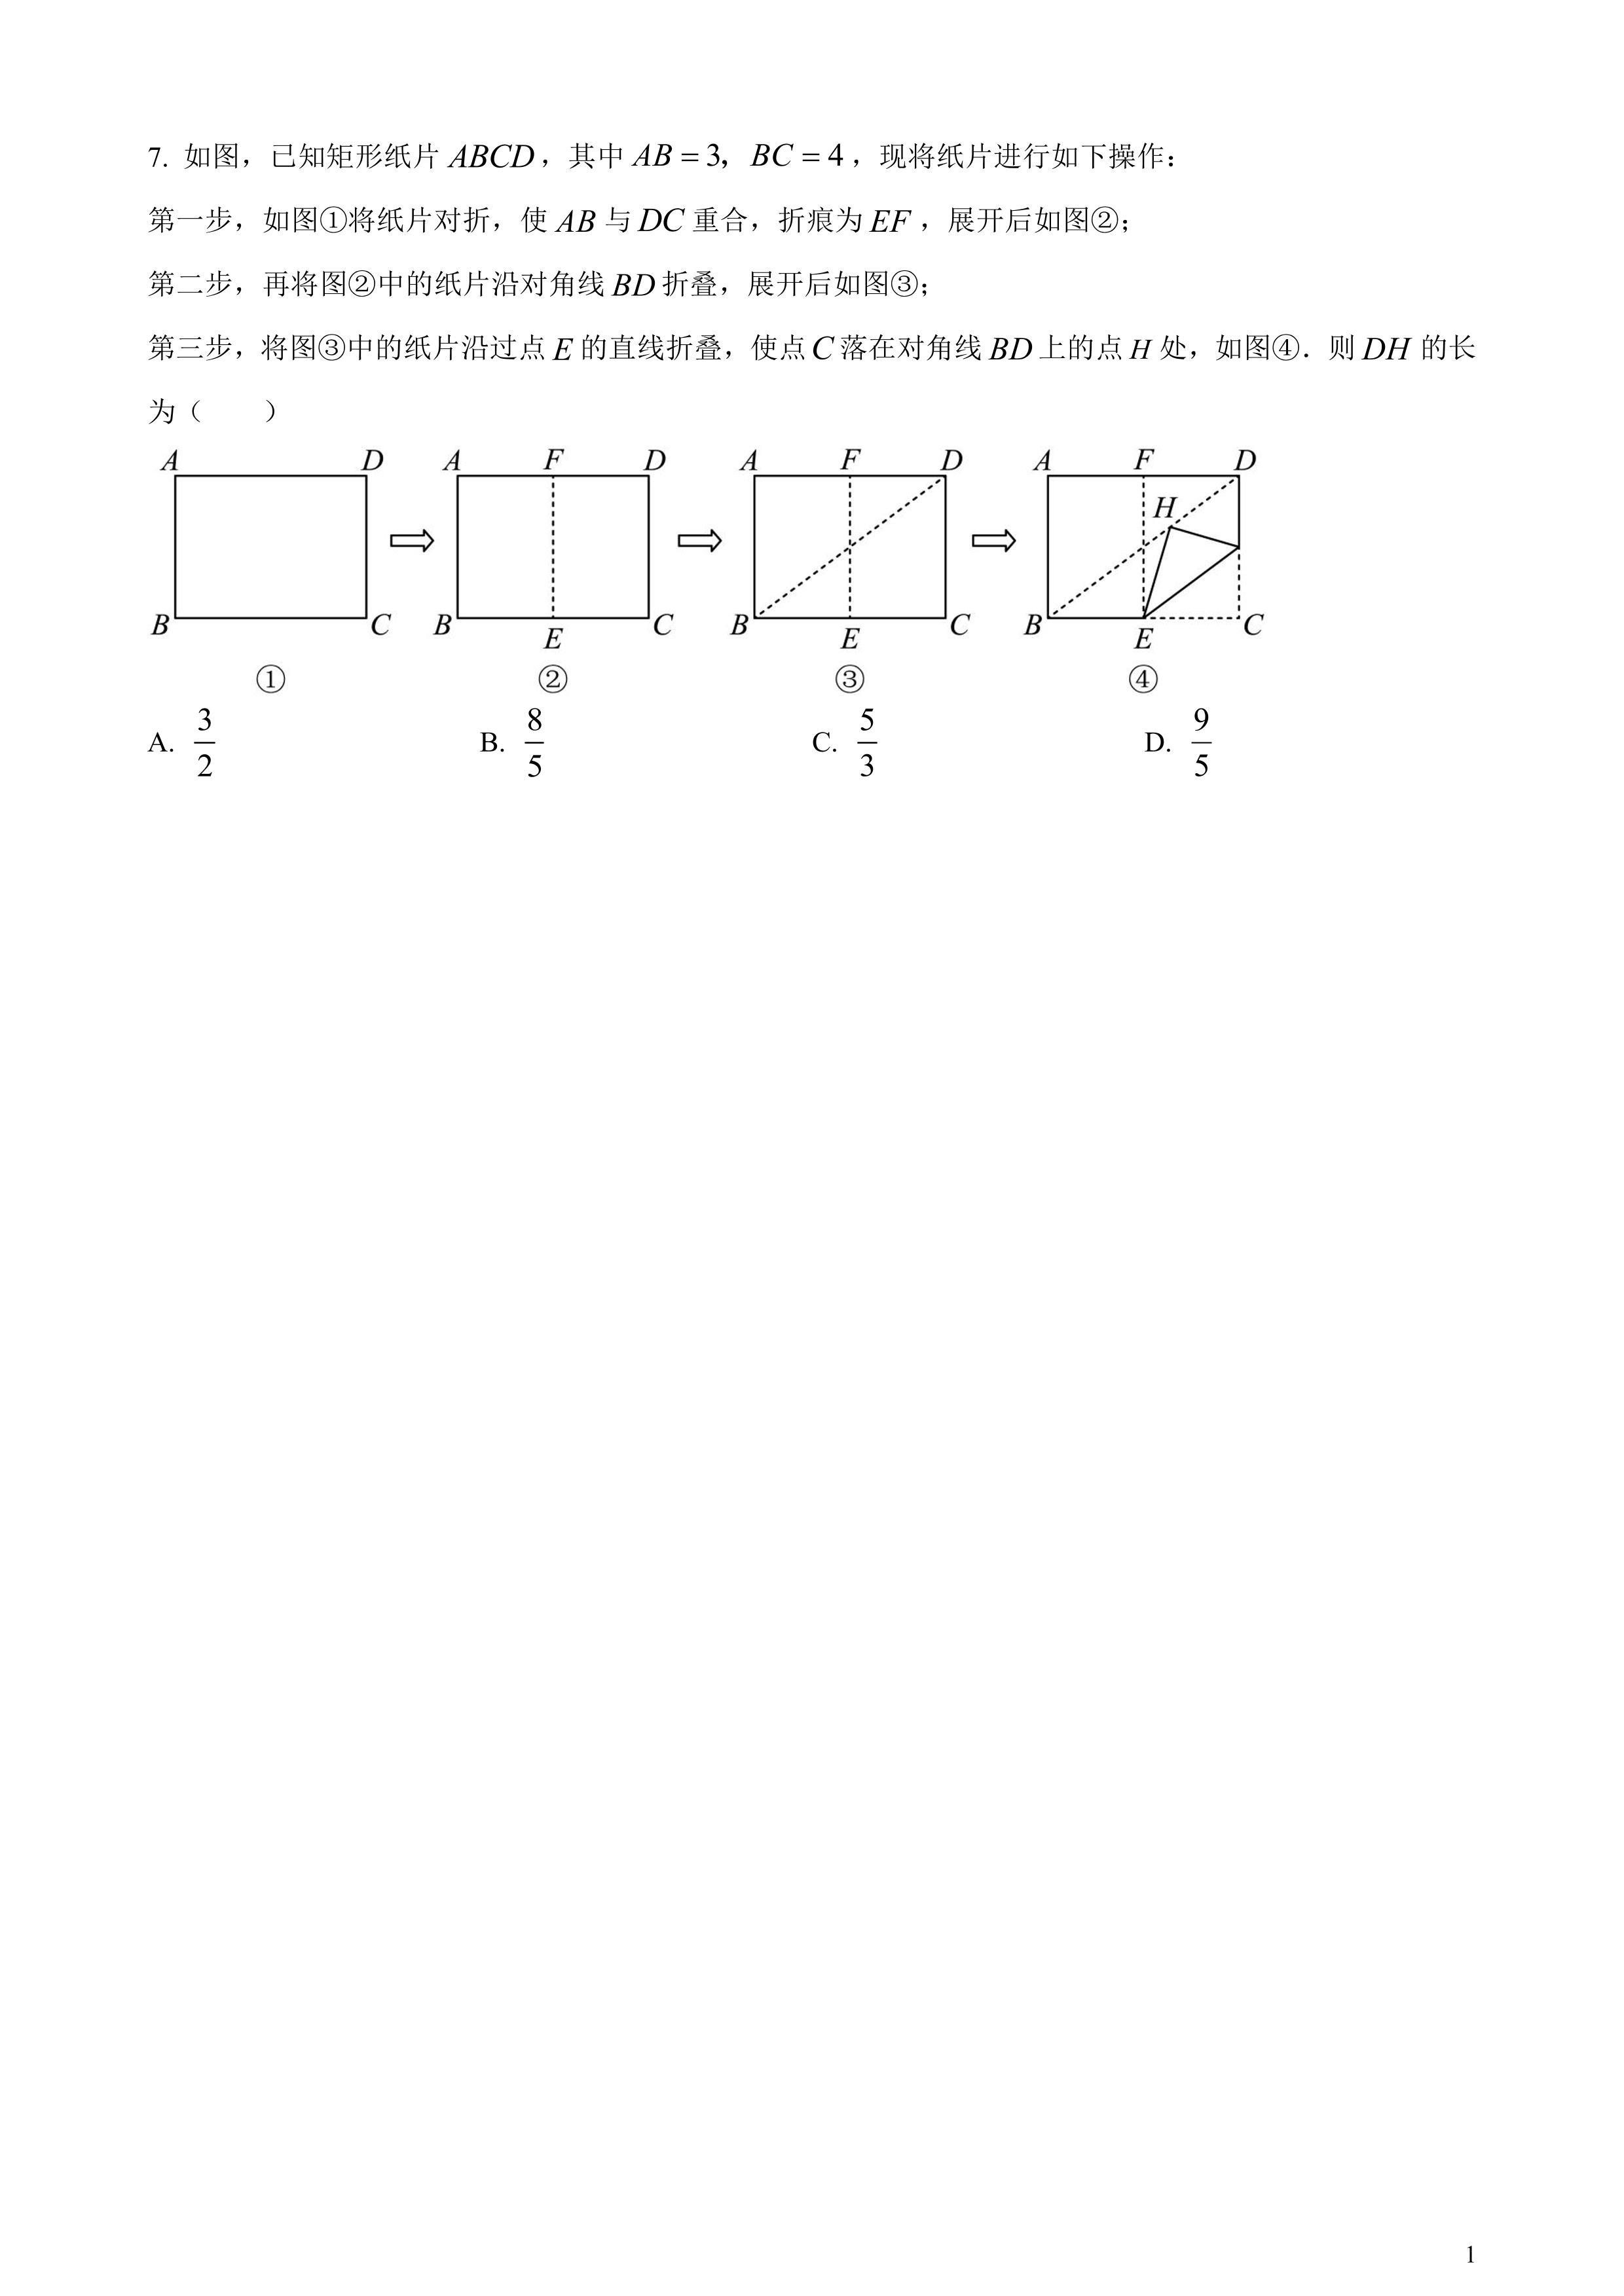 7. 如图，已知矩形纸片 ABCD，其中 AB = 3，BC = 4，现将纸片进行如下操作：
第一步，如图①将纸片对折，使 AB 与 DC 重合，折痕为 EF，展开后如图②；
第二步，再将图②中的纸片沿对角线 BD 折叠，展开后如图③；
第三步，将图③中的纸片沿过点 E 的直线折叠，使点 C 落在对角线 BD 上的点 H 处，如图④．则 DH 的长
为（　　）
A D A F D A F D A F D
H
B C B E C B E C B E C
① ② ③ ④
A. 3/2 B. 8/5 C. 5/3 D. 9/5
1